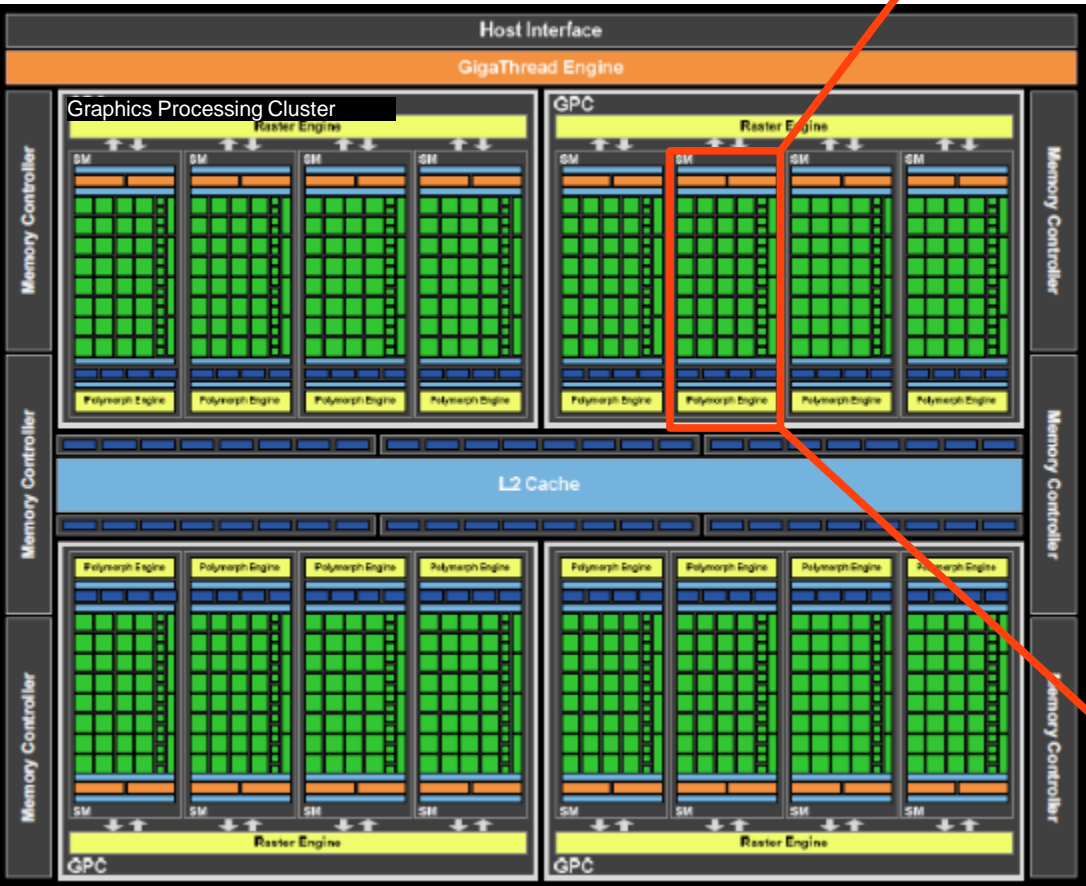 Host Interface
GigaThread Engine
Graphics Processing Cluster
GPC
Raster Engine
Raster Engine
SM
SM
SM
SM
SM
SM
SM
SM
Memory Controller
Memory Controller
Polymorph Engine
Polymorph Engine
Polymorph Engine
Polymorph Engine
Polymorph Engine
Polymorph Engine
Polymorph Engine
Polymorph Engine
L2 Cache
Memory Controller
Memory Controller
Polymorph Engine
Polymorph Engine
Polymorph Engine
Polymorph Engine
Polymorph Engine
Polymorph Engine
Polymorph Engine
Polymorph Engine
Memory Controller
Memory Controller
SM
SM
SM
SM
SM
SM
SM
SM
Raster Engine
Raster Engine
GPC
GPC